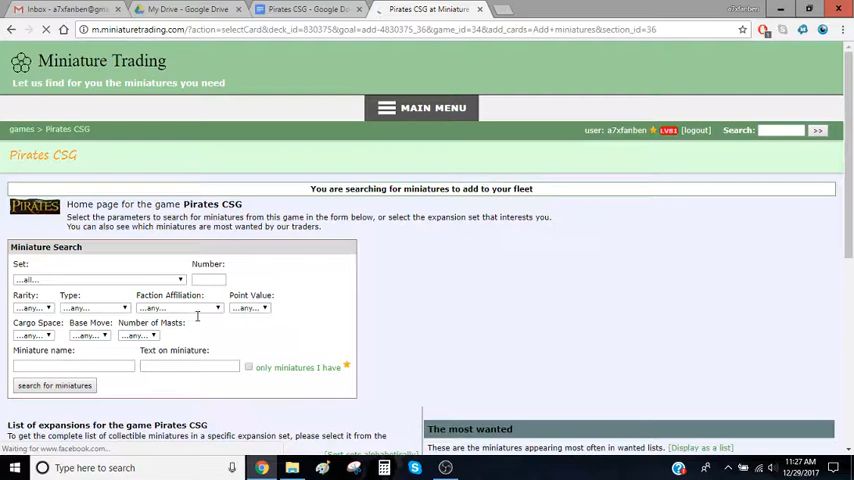 Inbox - a7xfanben@gmail
My Drive - Google Drive
Pirates CSG - Google Do
Pirates CSG at Miniature
a7xfanben
m.miniaturetrading.com/?action=selectCard&deck_id=830375&goal=add-4830375_36&game_id=34&add_cards=Add+miniatures&section_id=36
Miniature Trading
Let us find for you the miniatures you need
MAIN MENU
games > Pirates CSG
user: a7xfanben LV81 [logout] Search: >>
Pirates CSG
You are searching for miniatures to add to your fleet
PIRATES
Home page for the game Pirates CSG
Select the parameters to search for miniatures from this game in the form below, or select the expansion set that interests you.
You can also see which miniatures are most wanted by our traders.
Miniature Search
Set: Number:
...all...
Rarity: Type: Faction Affiliation: Point Value:
...any... ...any... ...any... ...any...
Cargo Space: Base Move: Number of Masts:
...any... ...any... ...any...
Miniature name: Text on miniature:
only miniatures I have
search for miniatures
List of expansions for the game Pirates CSG
To get the complete list of collectible miniatures in a specific expansion set, please select it from the
[Sort sets alphabetically]
The most wanted
These are the miniatures appearing most often in wanted lists. [Display as a list]
Waiting for www.facebook.com...
Type here to search
11:27 AM
12/29/2017